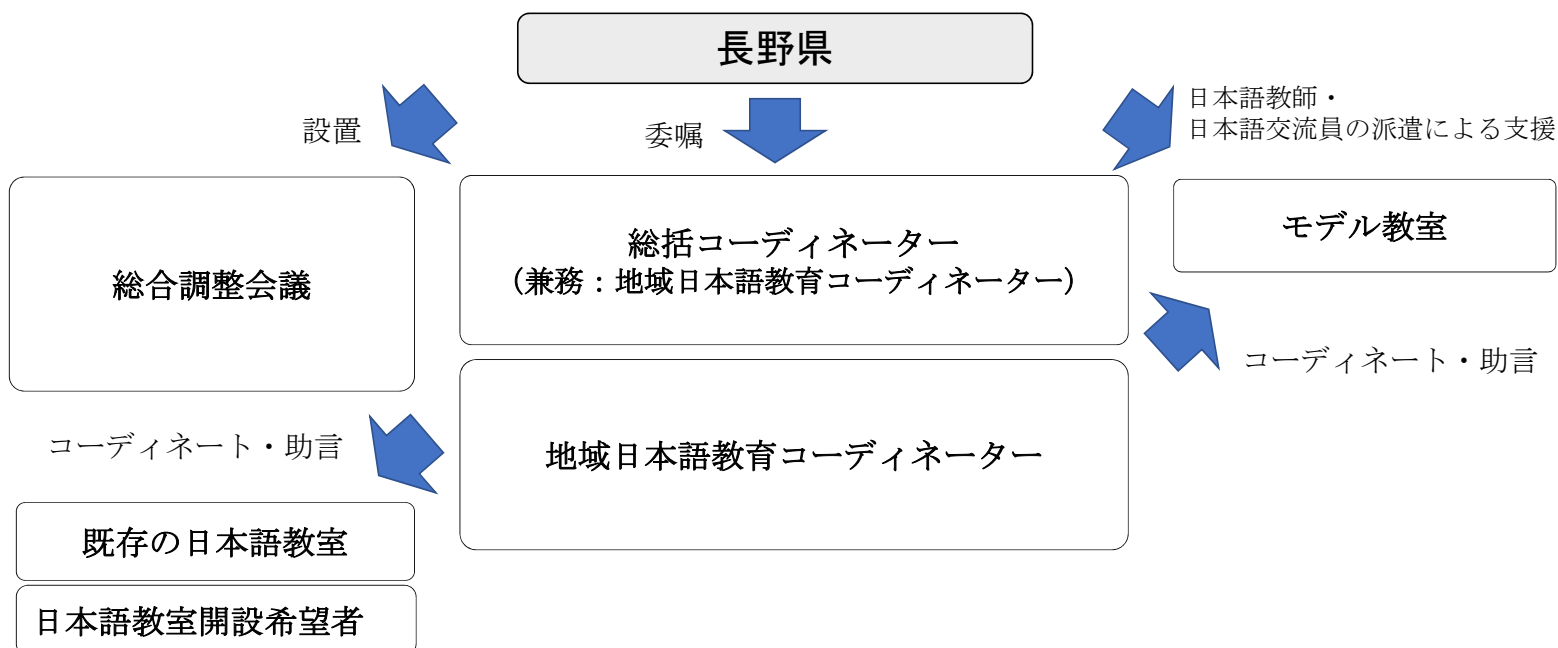 長野県
設置
委嘱
日本語教師・
日本語交流員の派遣による支援
総合調整会議
総括コーディネーター
（兼務：地域日本語教育コーディネーター）
モデル教室
コーディネート・助言
コーディネート・助言
地域日本語教育コーディネーター
既存の日本語教室
日本語教室開設希望者